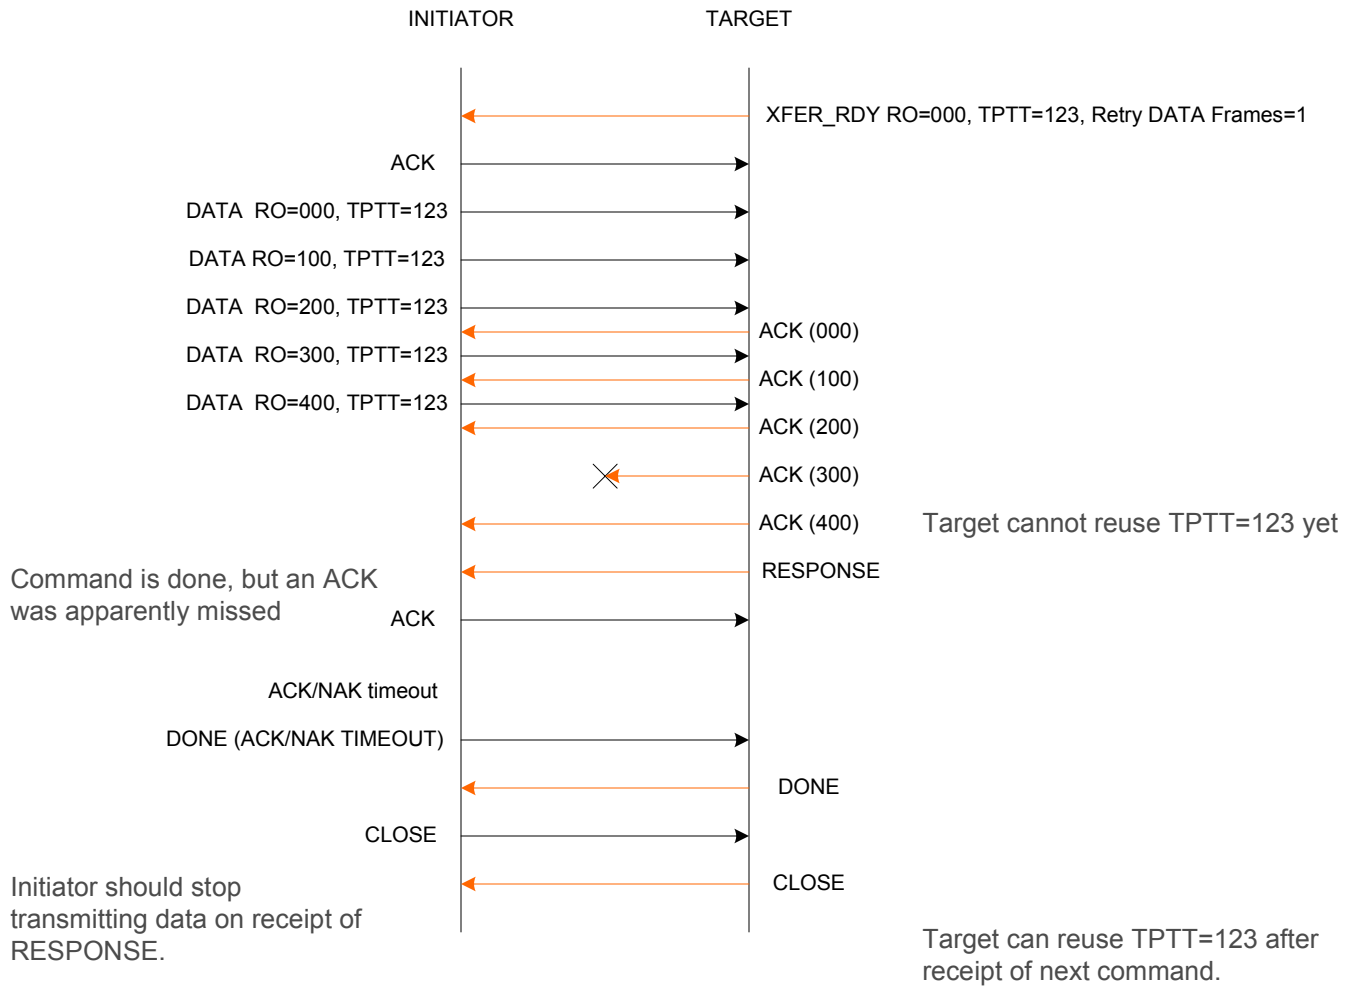 INITIATOR
TARGET
XFER_RDY RO=000, TPTT=123, Retry DATA Frames=1
ACK
DATA RO=000, TPTT=123
DATA RO=100, TPTT=123
DATA RO=200, TPTT=123
ACK (000)
DATA RO=300, TPTT=123
ACK (100)
DATA RO=400, TPTT=123
ACK (200)
ACK (300)
ACK (400)
Target cannot reuse TPTT=123 yet
RESPONSE
Command is done, but an ACK
was apparently missed
ACK
ACK/NAK timeout
DONE (ACK/NAK TIMEOUT)
DONE
CLOSE
CLOSE
Initiator should stop
transmitting data on receipt of
RESPONSE.
Target can reuse TPTT=123 after
receipt of next command.